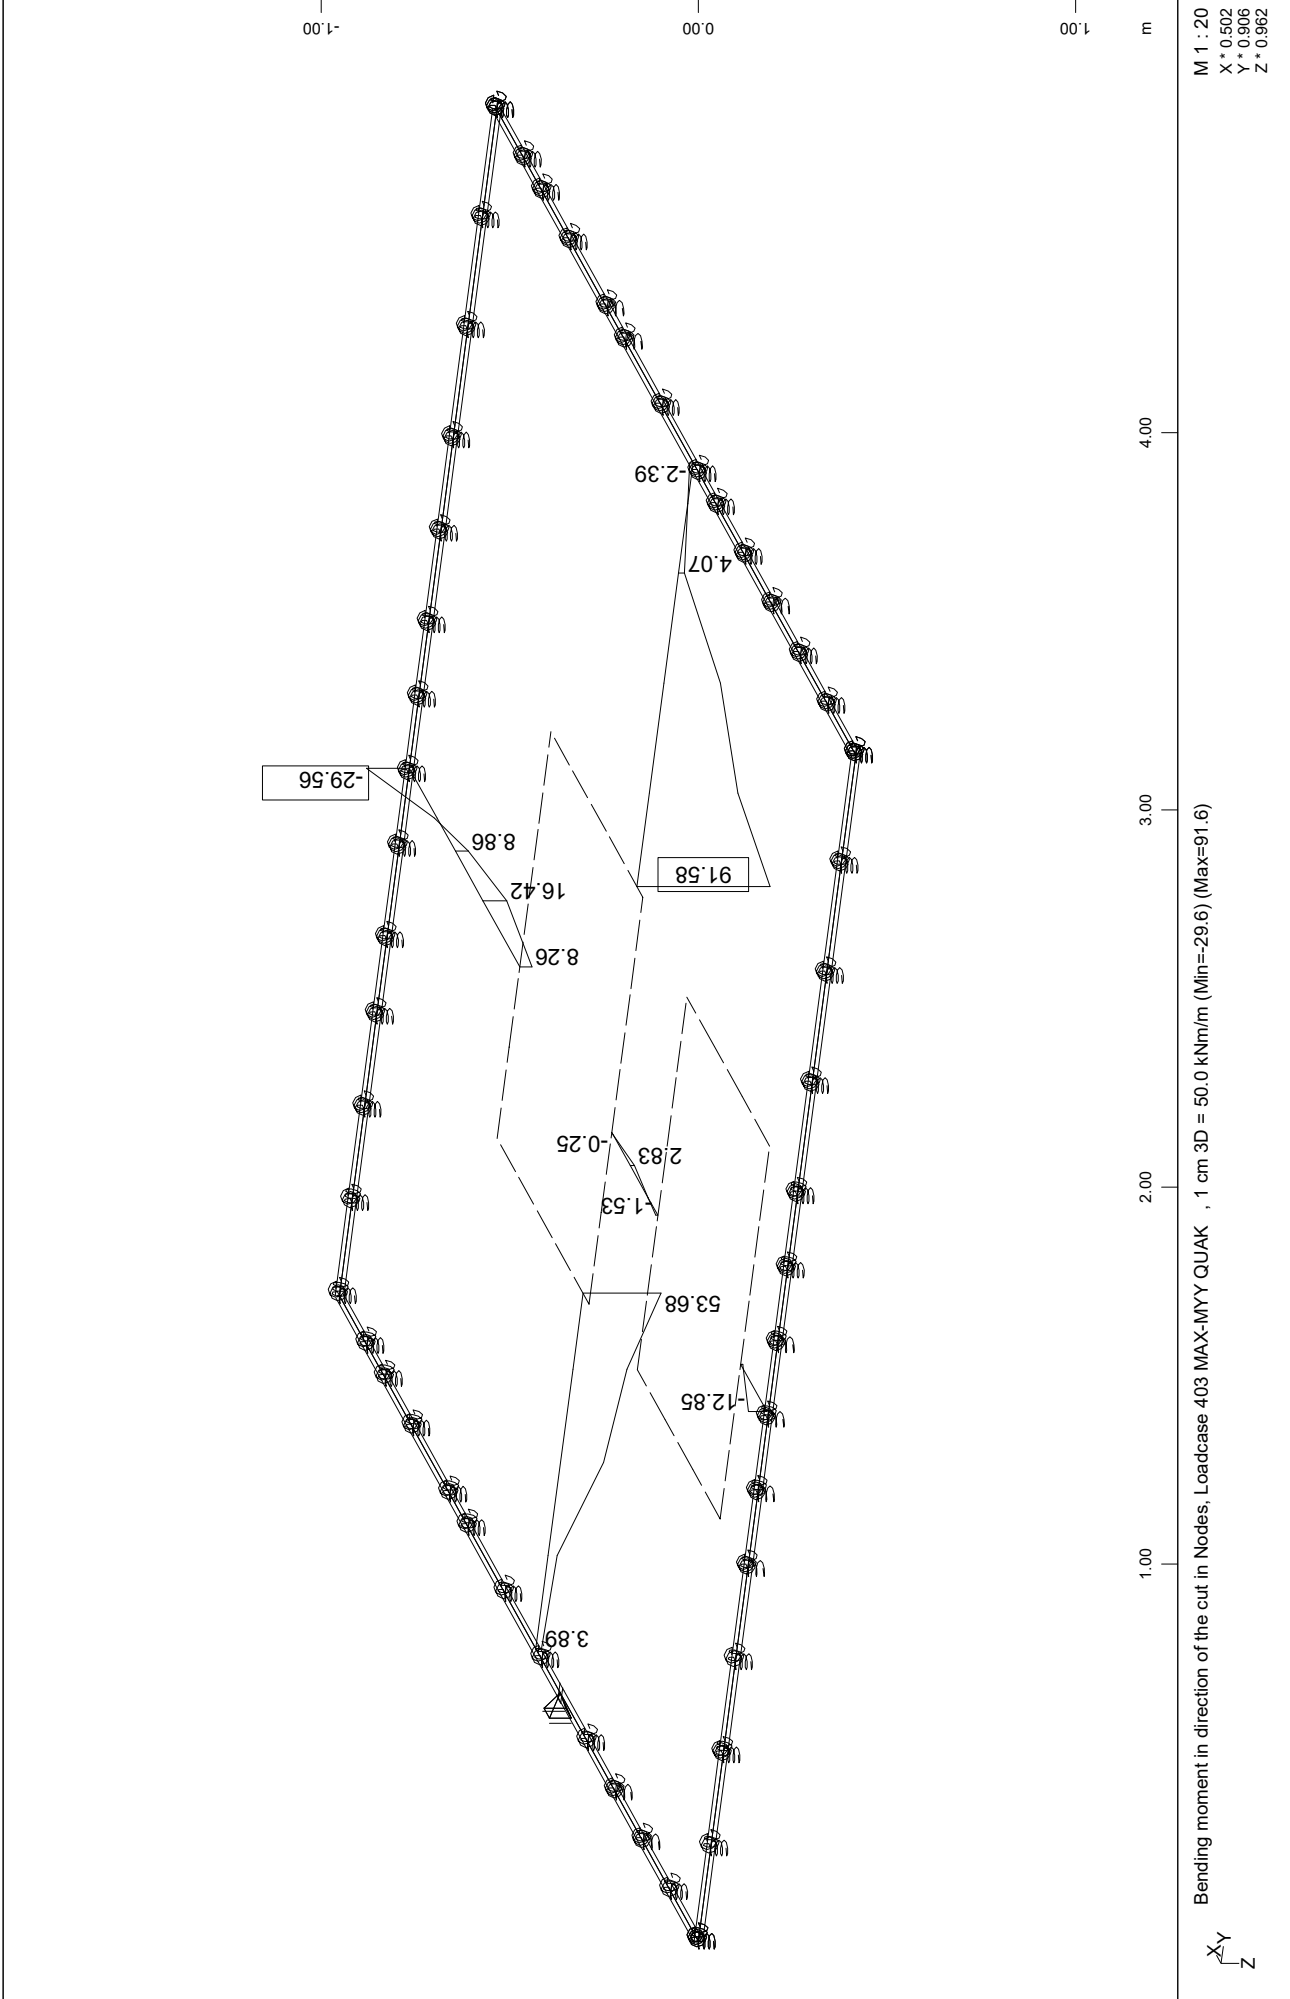 -1.00
0.00
1.00
m
M 1 : 20
X * 0.502
Y * 0.906
Z * 0.962
4.00
-2.39
4.07
3.00
-29.56
8.86
16.42
8.26
91.58
-0.25
2.83
-1.53
2.00
53.68
-12.85
1.00
3.89
Bending moment in direction of the cut in Nodes, Loadcase 403 MAX-MYY QUAK , 1 cm 3D = 50.0 kNm/m (Min=-29.6) (Max=91.6)
X
Y
Z